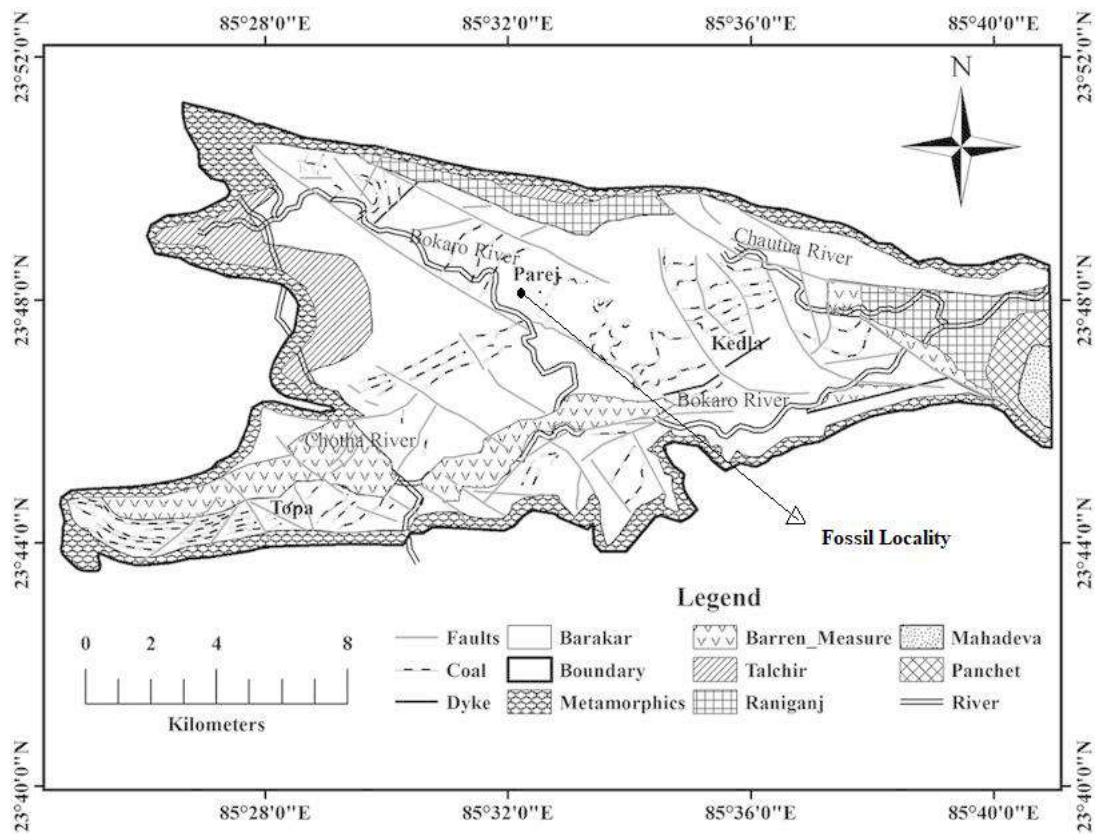 85°28'0"E 85°32'0"E 85°36'0"E 85°40'0"E
23°52'0"N 23°52'0"N
N
Chautua River
Bokaro River
Parej
23°48'0"N 23°48'0"N
Kedla
Bokaro River
Chotha River
Topa
Fossil Locality
23°44'0"N 23°44'0"N
Legend
0 2 4 8
Kilometers
Faults Barakar Barren_Measure Mahadeva
Coal Boundary Talchir Panchet
Dyke Metamorphics Raniganj River
23°40'0"N 23°40'0"N
85°28'0"E 85°32'0"E 85°36'0"E 85°40'0"E